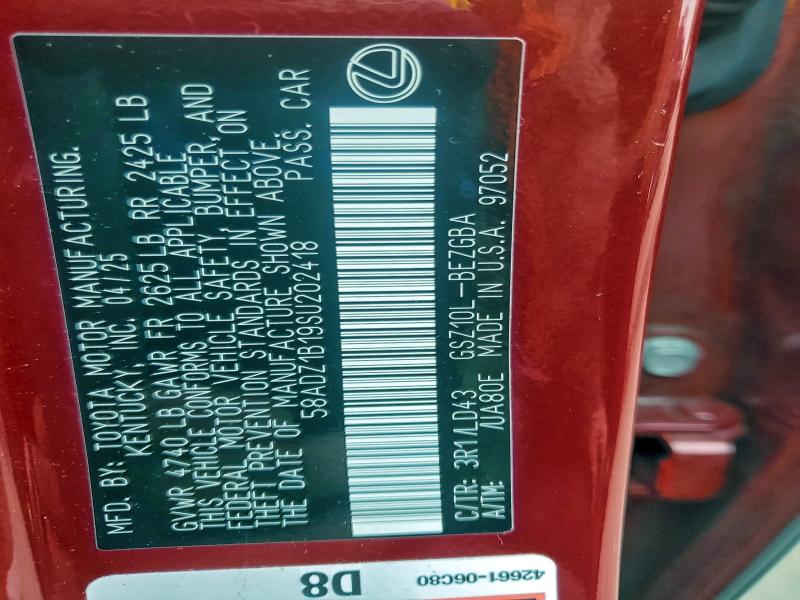 MFD. BY: TOYOTA MOTOR MANUFACTURING.
KENTUCKY, INC. 04/25
GVWR 4740 LB GAWR FR 2625 LB RR 2425 LB
THIS VEHICLE CONFORMS TO ALL APPLICABLE
FEDERAL MOTOR VEHICLE SAFETY, BUMPER, AND
THEFT PREVENTION STANDARDS IN EFFECT ON
THE DATE OF MANUFACTURE SHOWN ABOVE.
58ADZ1B19SU202418 PASS. CAR
C/TR: 3R1/LD43 GSZ10L-BEZGBA
A/TM: /UA80E MADE IN U.S.A. 97052
D8
42661-06C80